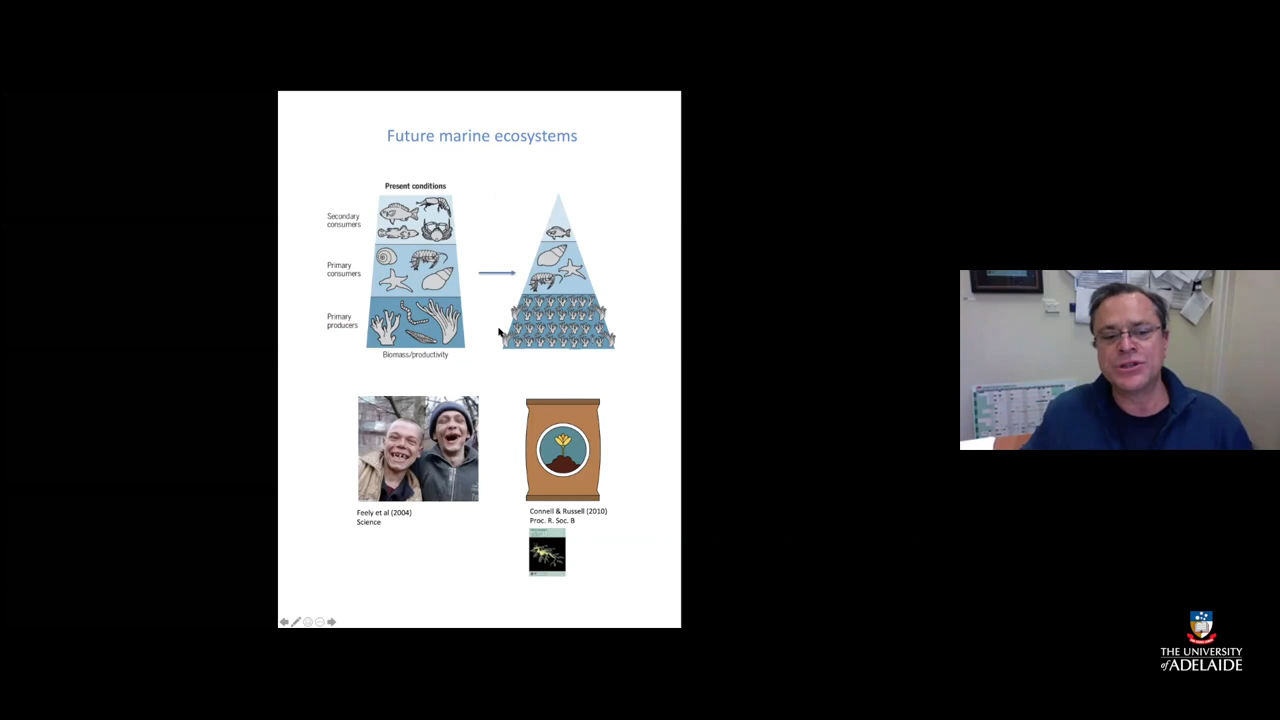 Future marine ecosystems
Present conditions
Secondary
consumers
Primary
consumers
Primary
producers
Biomass/productivity
Feely et al (2004)
Science
Connell & Russell (2010)
Proc. R. Soc. B
THE UNIVERSITY
of ADELAIDE